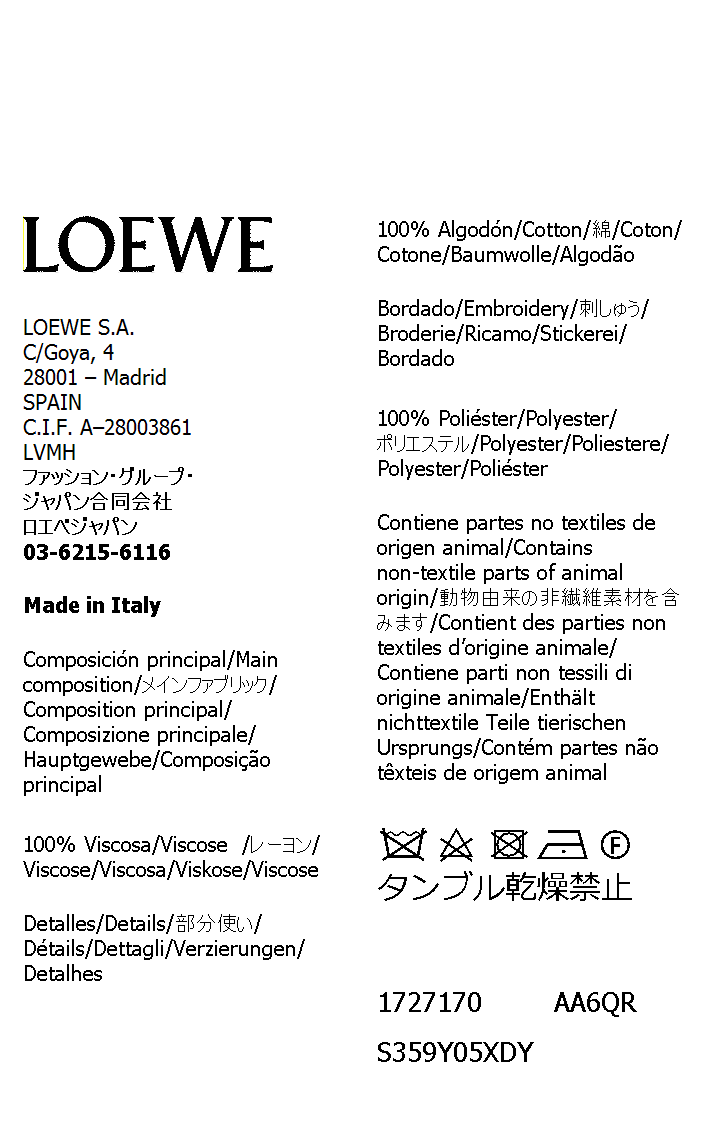 LOEWE
LOEWE S.A.
C/Goya, 4
28001 – Madrid
SPAIN
C.I.F. A–28003861
LVMH
ファッション・グループ・
ジャパン合同会社
ロエベジャパン
03-6215-6116
Made in Italy
Composición principal/Main
composition/メインファブリック/
Composition principal/
Composizione principale/
Hauptgewebe/Composição
principal
100% Viscosa/Viscose /レーヨン/
Viscose/Viscosa/Viskose/Viscose
Detalles/Details/部分使い/
Détails/Dettagli/Verzierungen/
Detalhes
100% Algodón/Cotton/綿/Coton/
Cotone/Baumwolle/Algodão
Bordado/Embroidery/刺しゅう/
Broderie/Ricamo/Stickerei/
Bordado
100% Poliéster/Polyester/
ポリエステル/Polyester/Poliestere/
Polyester/Poliéster
Contiene partes no textiles de
origen animal/Contains
non-textile parts of animal
origin/動物由来の非繊維素材を含
みます/Contient des parties non
textiles d’origine animale/
Contiene parti non tessili di
origine animale/Enthält
nichttextile Teile tierischen
Ursprungs/Contém partes não
têxteis de origem animal
F
タンブル乾燥禁止
1727170 AA6QR
S359Y05XDY